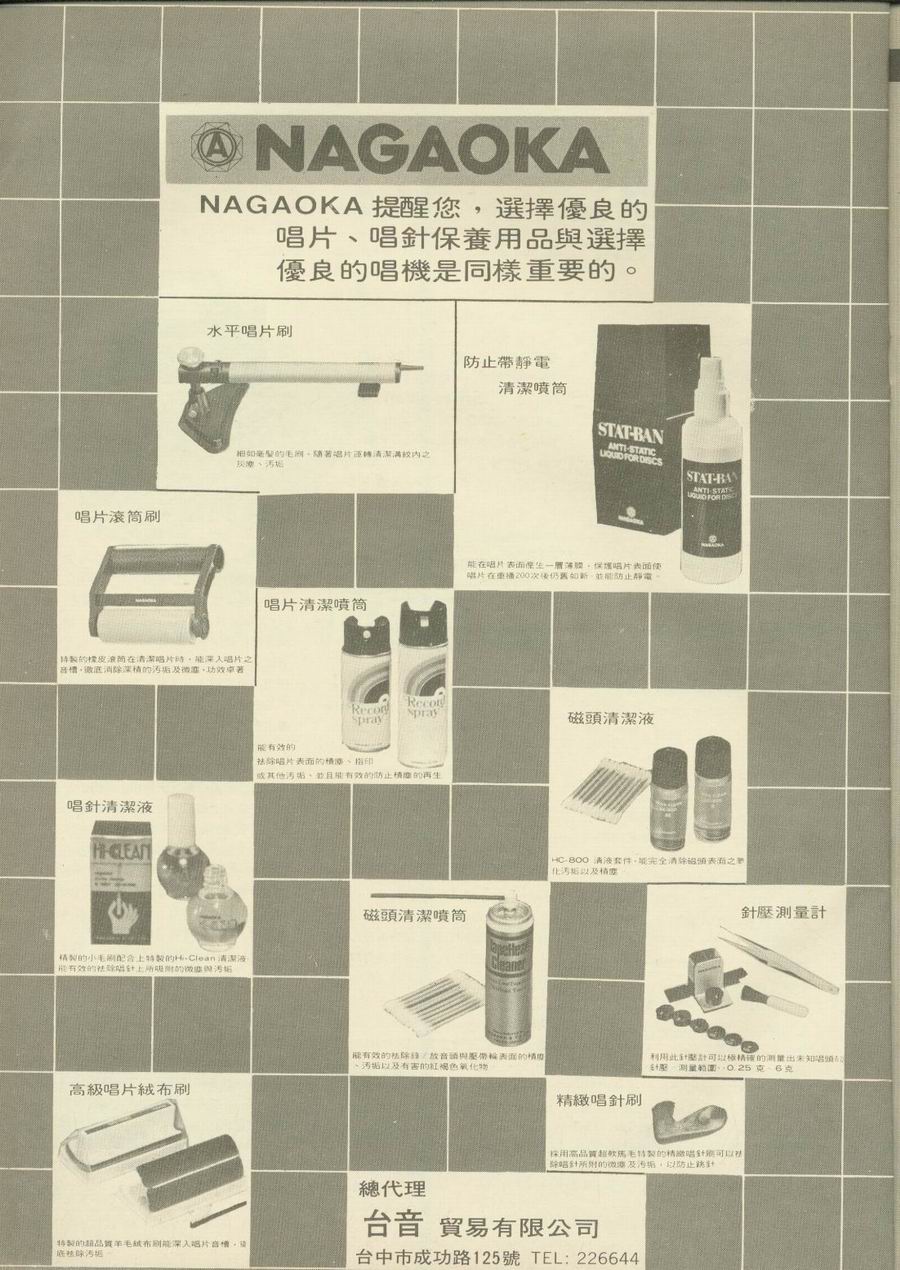 A NAGAOKA
NAGAOKA 提醒您，選擇優良的
唱片、唱針保養用品與選擇
優良的唱機是同樣重要的。
水平唱片刷
細如毫髮的毛刷，隨著唱片逐轉清潔溝紋內之
灰塵、汚垢
防止帶靜電
清潔噴筒
STAT-BAN
ANTI-STATIC
LIQUID FOR DISCS
NAGAOKA
STAT-BAN
ANTI-STATIC
LIQUID FOR DISCS
NAGAOKA
能在唱片表面產生一層薄膜，保護唱片表面使
唱片在重播200次後仍舊如新，並能防止靜電。
唱片滾筒刷
NAGAOKA
特製的橡皮滾筒在清潔唱片時，能深入唱片之
音槽，徹底消除深積的汚垢及微塵，功效卓著
唱片清潔噴筒
Record
spray
Record
spray
能有效的
袪除唱片表面的積塵、指印
或其他汚垢、並且能有效的防止積塵的再生
磁頭清潔液
HC-800 清液套件，能完全清除磁頭表面之
化汚垢以及積塵
唱針清潔液
HI-CLEAN
精製的小毛刷配合上特製的Hi-Clean清潔液
能有效的袪除唱針上所吸附的微塵與汚垢
磁頭清潔噴筒
Tape Head
Cleaner
能有效的袪除錄／放音頭與壓帶輪表面的積塵
、汚垢以及有害的紅褐色氧化物
針壓測量計
利用此針壓計可以極精確的測量出未知唱頭
針壓 測量範圍：0.25 克～6克
高級唱片絨布刷
特製的超品質羊毛絨布刷能深入唱片音槽，
底袪除汚垢
精緻唱針刷
採用高品質超軟馬毛特製的精緻唱針刷可以袪
除唱針所附的微塵及汚垢，以防止跳針
總代理
台音 貿易有限公司
台中市成功路125號 TEL: 226644